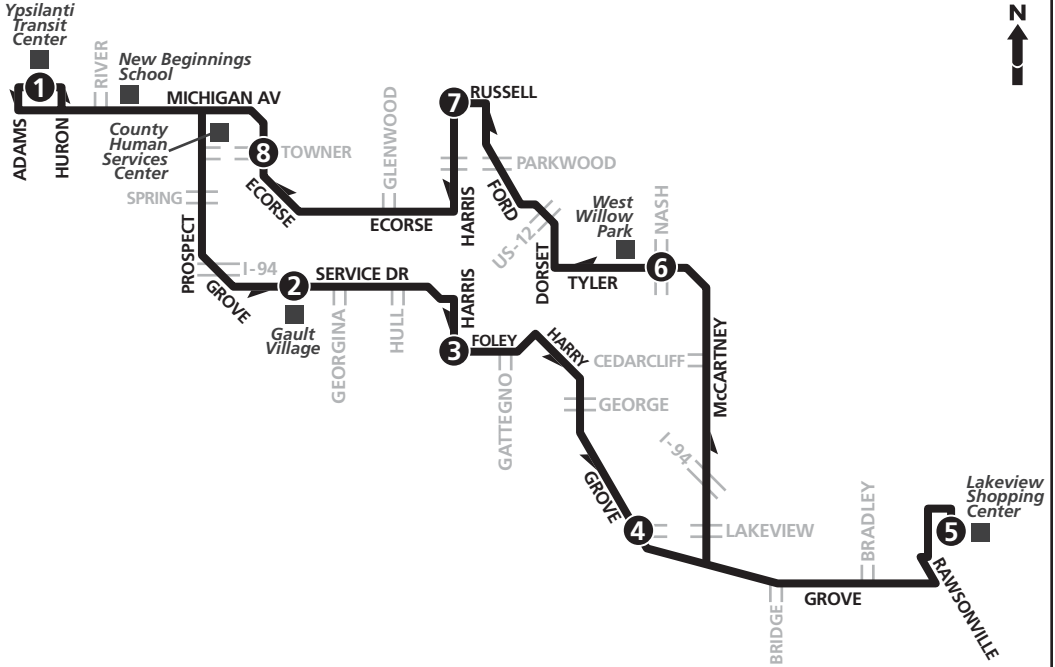 Ypsilanti
Transit
Center
N
RIVER
New Beginnings
School
1
MICHIGAN AV
ADAMS
HURON
County
Human
Services
Center
8
TOWNER
GLENWOOD
7
RUSSELL
PARKWOOD
SPRING
ECORSE
ECORSE
HARRIS
FORD
US-12
West
Willow
Park
NASH
PROSPECT
I-94
GROVE
2
SERVICE DR
HARRIS
DORSET
TYLER
6
Gault
Village
GEORGINA
HULL
3
FOLEY
HARRY
GATTEGNO
CEDARCLIFF
McCARTNEY
GEORGE
I-94
GROVE
4
LAKEVIEW
BRADLEY
Lakeview
Shopping
Center
5
RAWSONVILLE
GROVE
BRIDGE